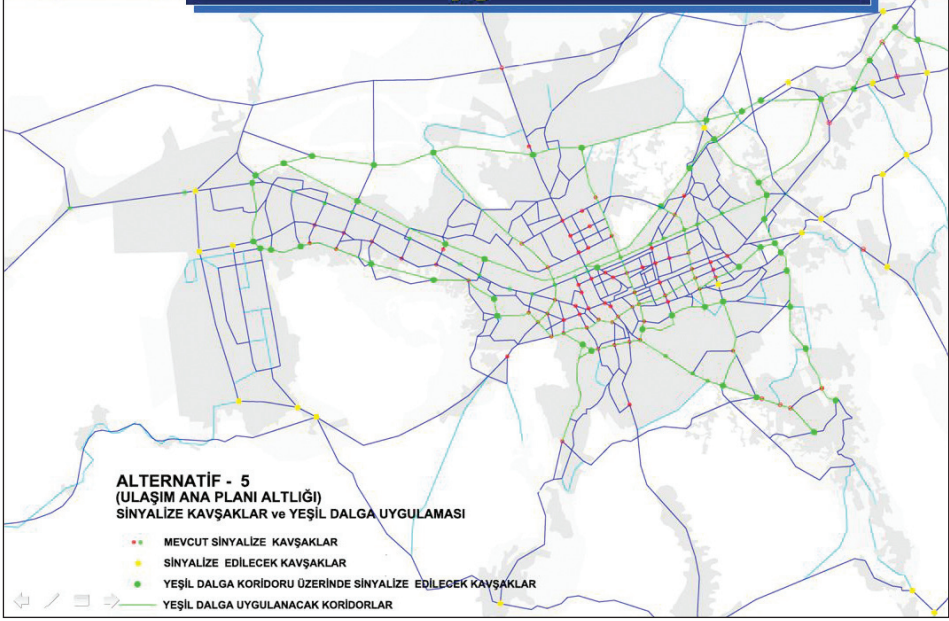 ALTERNATİF - 5
(ULAŞIM ANA PLANI ALTLIĞI)
SİNYALİZE KAVŞAKLAR ve YEŞİL DALGA UYGULAMASI
MEVCUT SİNYALİZE KAVŞAKLAR
SİNYALİZE EDİLECEK KAVŞAKLAR
YEŞİL DALGA KORİDORU ÜZERİNDE SİNYALİZE EDİLECEK KAVŞAKLAR
YEŞİL DALGA UYGULANACAK KORİDORLAR